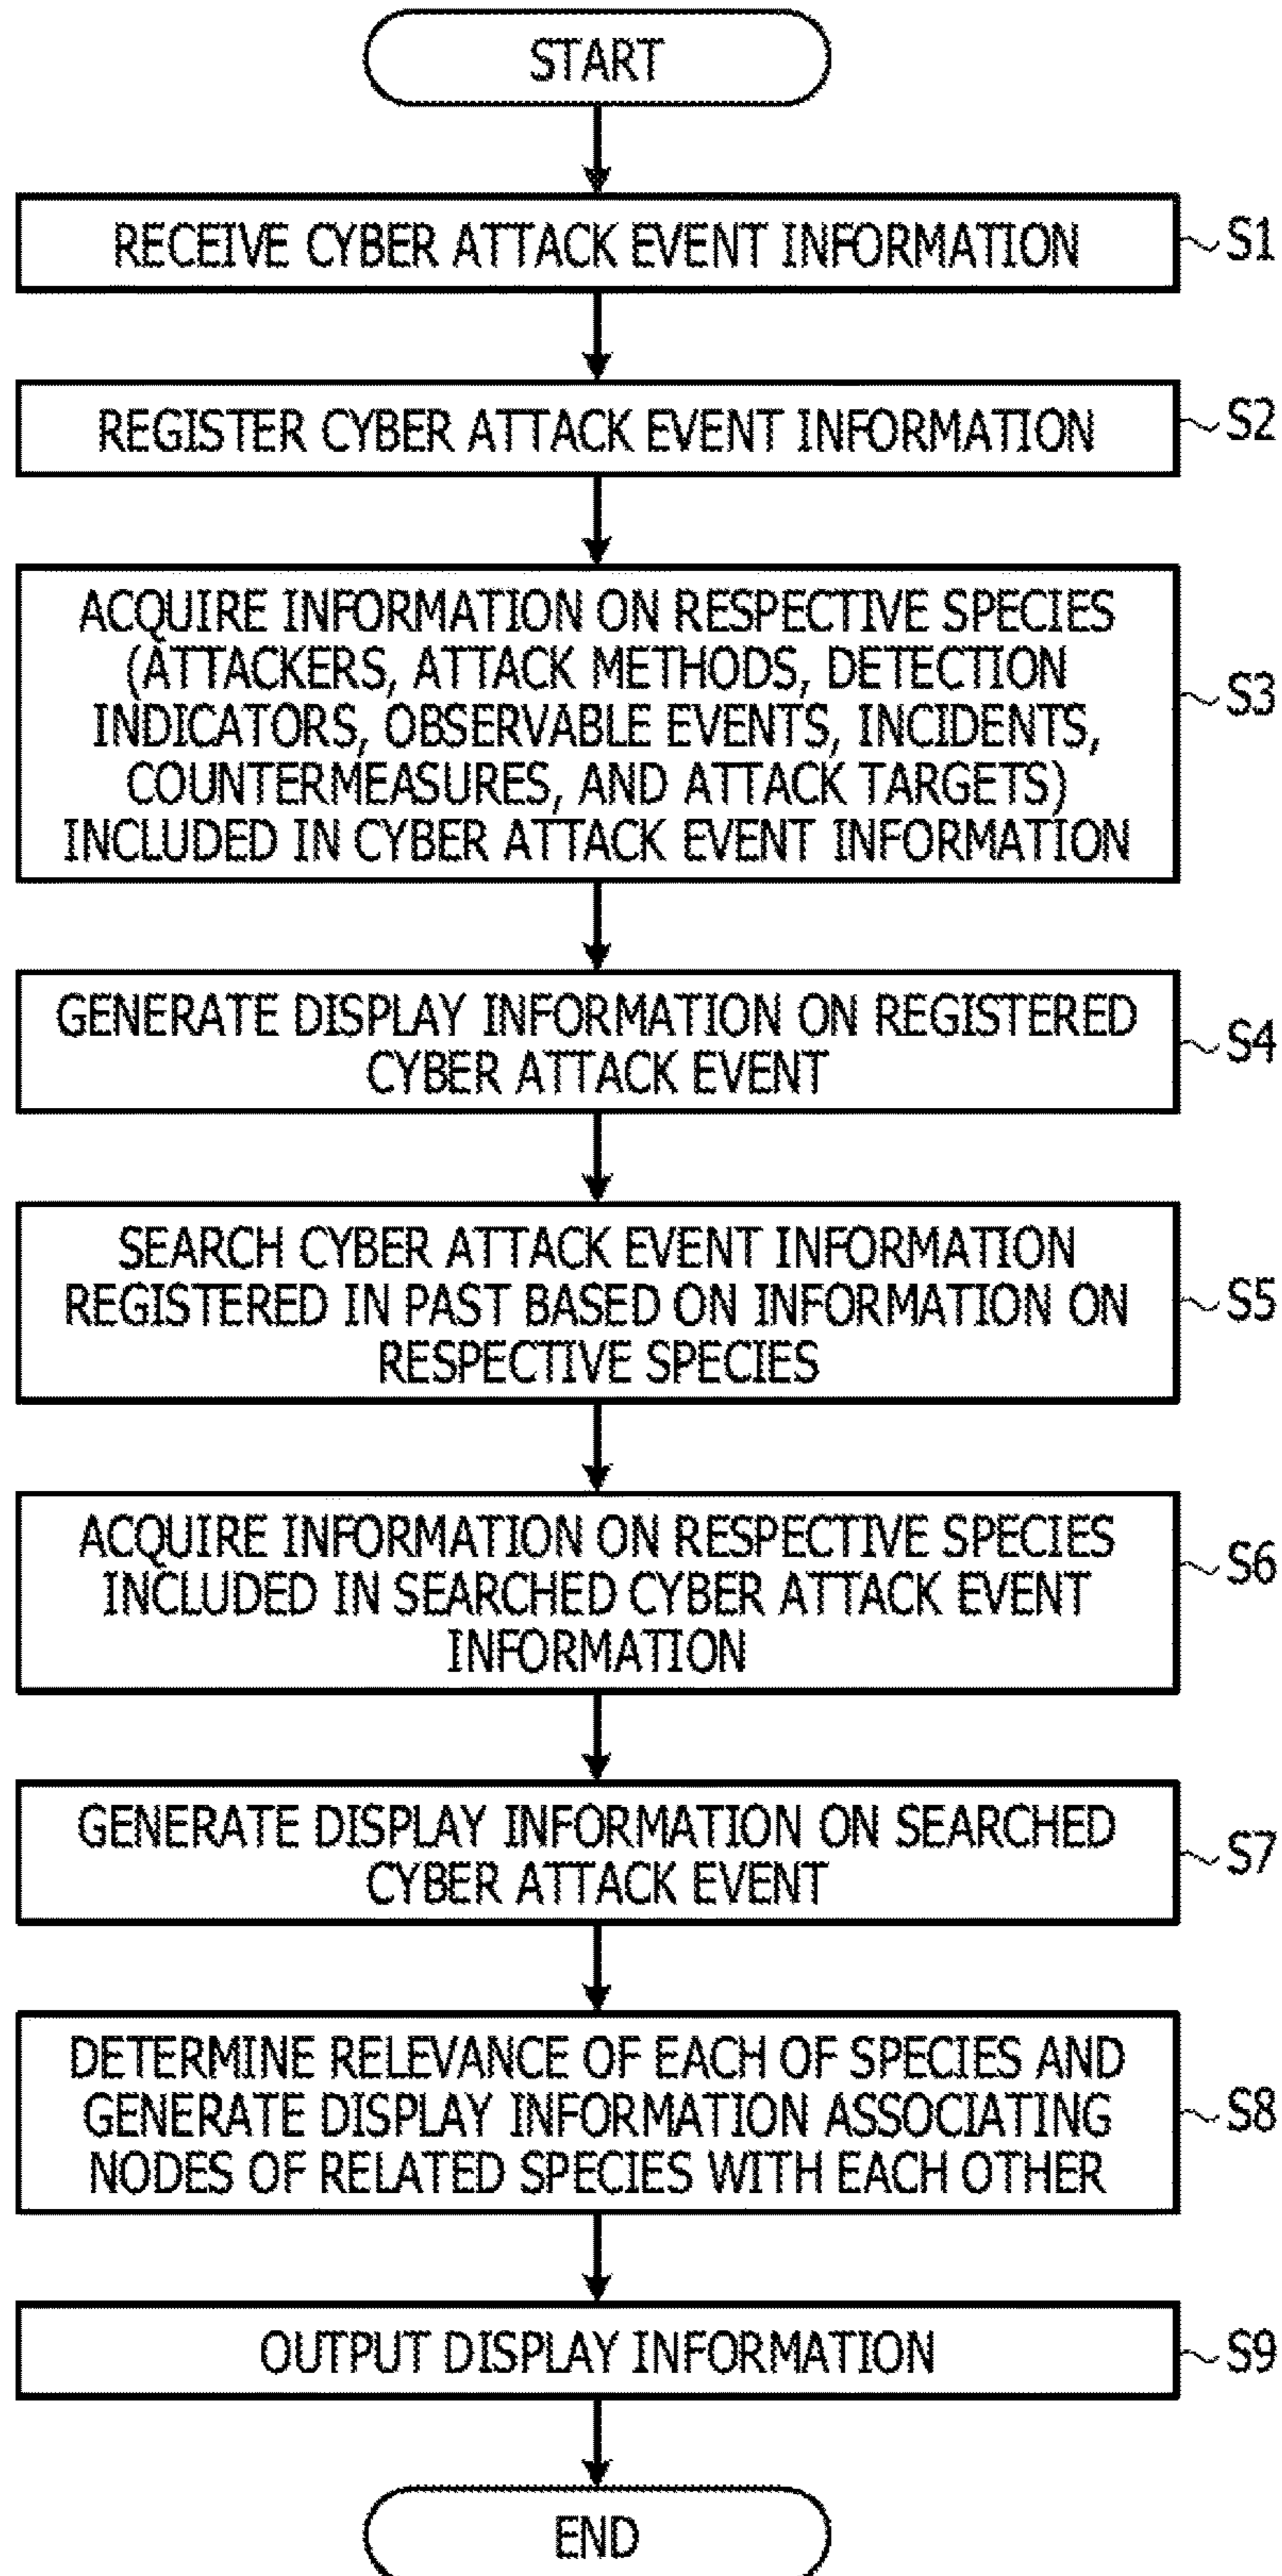 START
RECEIVE CYBER ATTACK EVENT INFORMATION
S1
REGISTER CYBER ATTACK EVENT INFORMATION
S2
ACQUIRE INFORMATION ON RESPECTIVE SPECIES
(ATTACKERS, ATTACK METHODS, DETECTION
INDICATORS, OBSERVABLE EVENTS, INCIDENTS,
COUNTERMEASURES, AND ATTACK TARGETS)
INCLUDED IN CYBER ATTACK EVENT INFORMATION
S3
GENERATE DISPLAY INFORMATION ON REGISTERED
CYBER ATTACK EVENT
S4
SEARCH CYBER ATTACK EVENT INFORMATION
REGISTERED IN PAST BASED ON INFORMATION ON
RESPECTIVE SPECIES
S5
ACQUIRE INFORMATION ON RESPECTIVE SPECIES
INCLUDED IN SEARCHED CYBER ATTACK EVENT
INFORMATION
S6
GENERATE DISPLAY INFORMATION ON SEARCHED
CYBER ATTACK EVENT
S7
DETERMINE RELEVANCE OF EACH OF SPECIES AND
GENERATE DISPLAY INFORMATION ASSOCIATING
NODES OF RELATED SPECIES WITH EACH OTHER
S8
OUTPUT DISPLAY INFORMATION
S9
END